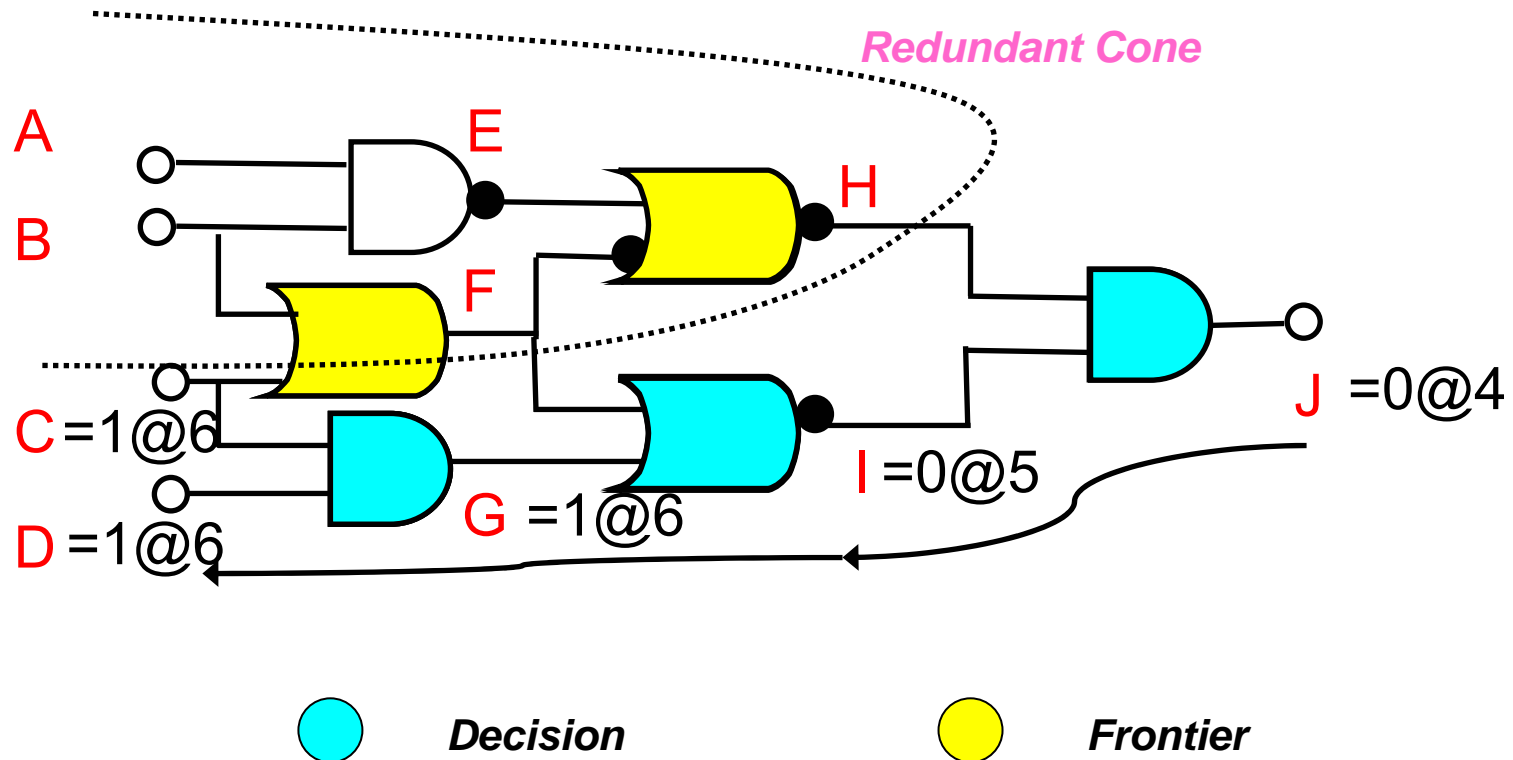 Redundant Cone
A
E
B
H
F
C =1@6
J =0@4
I =0@5
G =1@6
D =1@6
Decision
Frontier